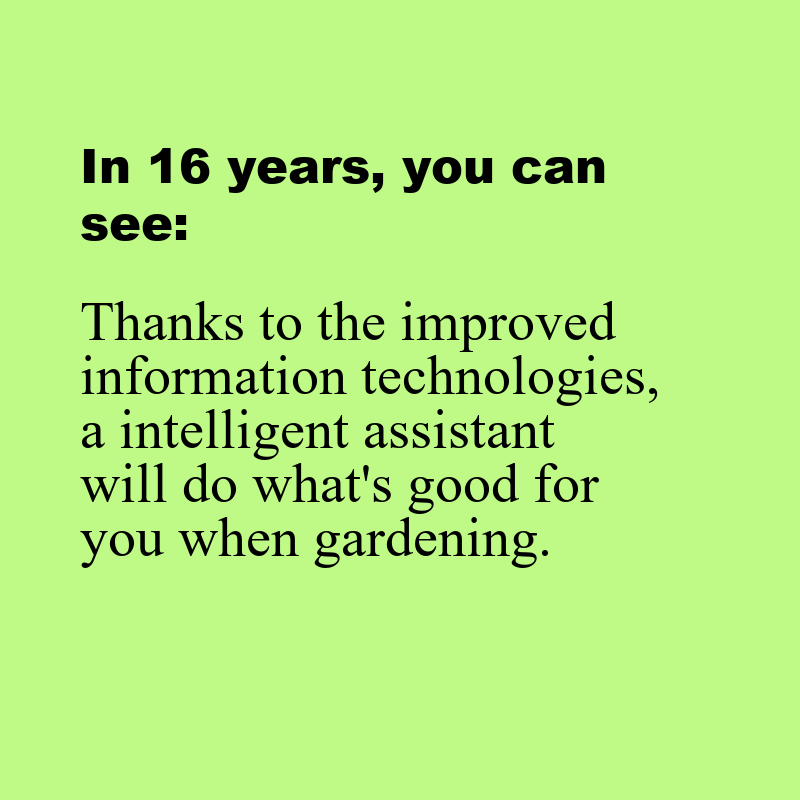 In 16 years, you can
see:
Thanks to the improved
information technologies,
a intelligent assistant
will do what's good for
you when gardening.